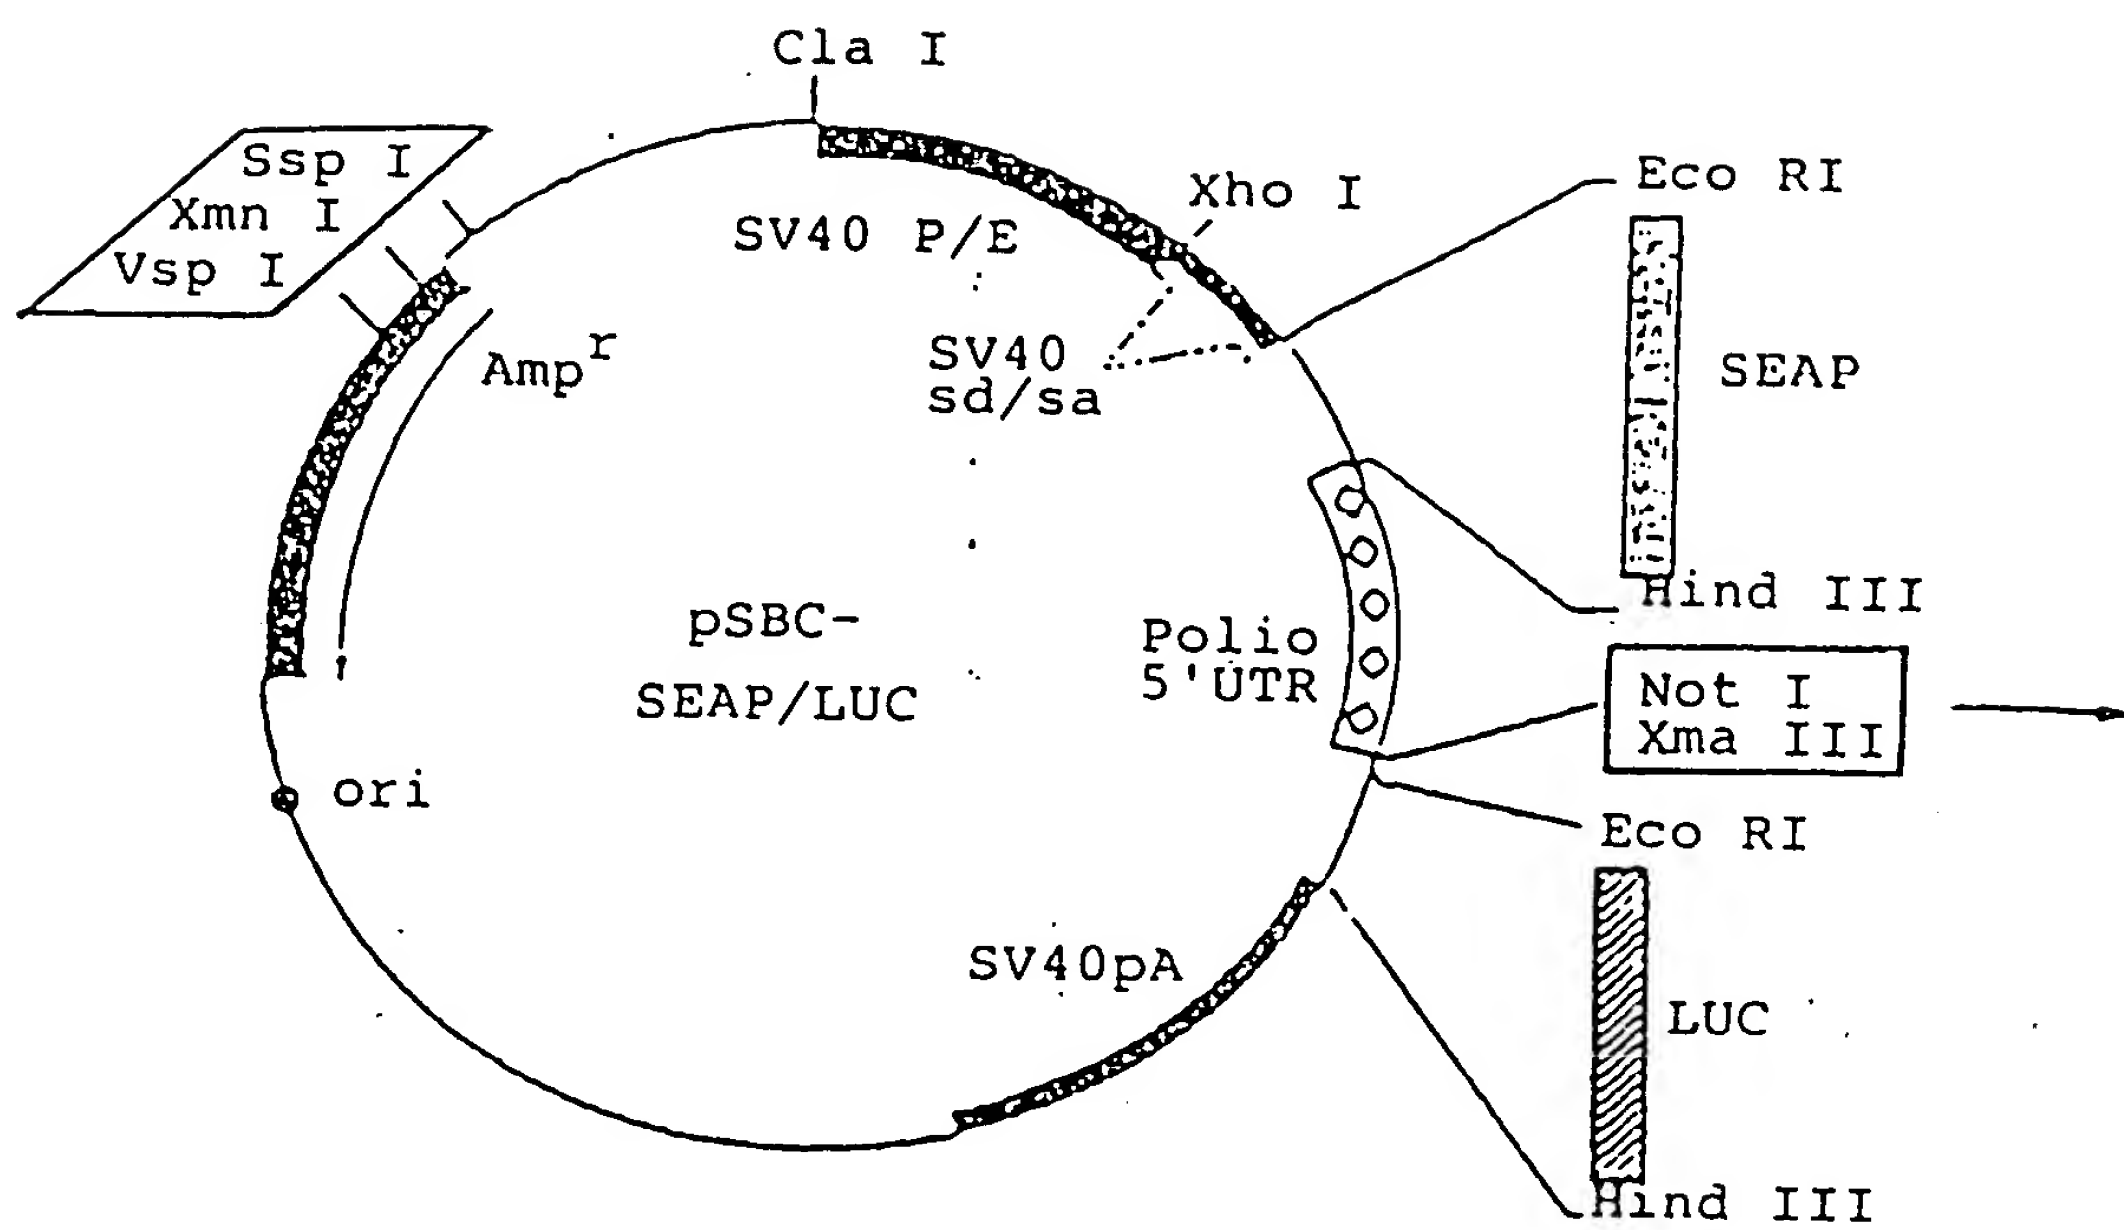 Cla I
Ssp I
Xmn I
Vsp I
Xho I
Eco RI
SV40 P/E
SV40
sd/sa
Amp^r
SEAP
Hind III
pSBC-
SEAP/LUC
Polio
5'UTR
Not I
Xma III
ori
Eco RI
SV40pA
LUC
Hind III